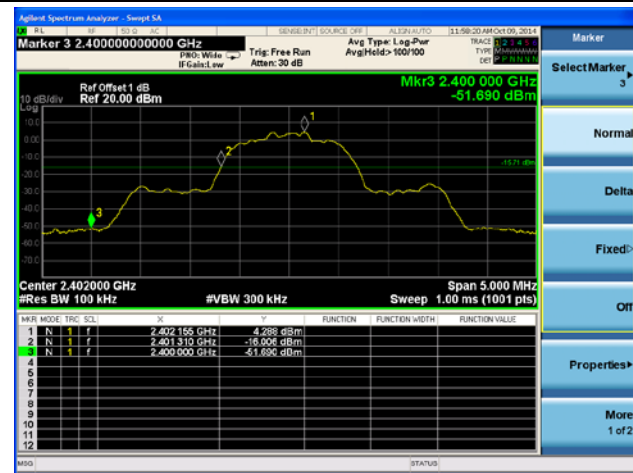 Agilent Spectrum Analyzer - Swept SA
RL RF 50 Ω AC SENSE:INT SOURCE OFF ALIGN AUTO 11:58:20 AM Oct 09, 2014
Marker 3 2.400000000000 GHz
PNO: Wide Trig: Free Run Avg Type: Log-Pwr TRACE 1 2 3 4 5 6
IFGain:Low Atten: 30 dB Avg|Held:> 100/100 TYPE MWWWWW
DET P P N N N N
Marker
Select Marker
3
Normal
Delta
Fixed
Off
Properties
More
1 of 2
Ref Offset 1 dB Mkr3 2.400 000 GHz
10 dB/div Ref 20.00 dBm -51.690 dBm
Log
10.0
0.00
-10.0
-15.71 dBm
-20.0
-30.0
-40.0
-50.0
-60.0
-70.0
1
2
3
Center 2.402000 GHz Span 5.000 MHz
#Res BW 100 kHz #VBW 300 kHz Sweep 1.00 ms (1001 pts)
MKR MODE TRC SCL X Y FUNCTION FUNCTION WIDTH FUNCTION VALUE
1 N 1 f 2.402 155 GHz 4.288 dBm
2 N 1 f 2.401 310 GHz -16.006 dBm
3 N 1 f 2.400 000 GHz -51.690 dBm
4
5
6
7
8
9
10
11
12
MSG STATUS